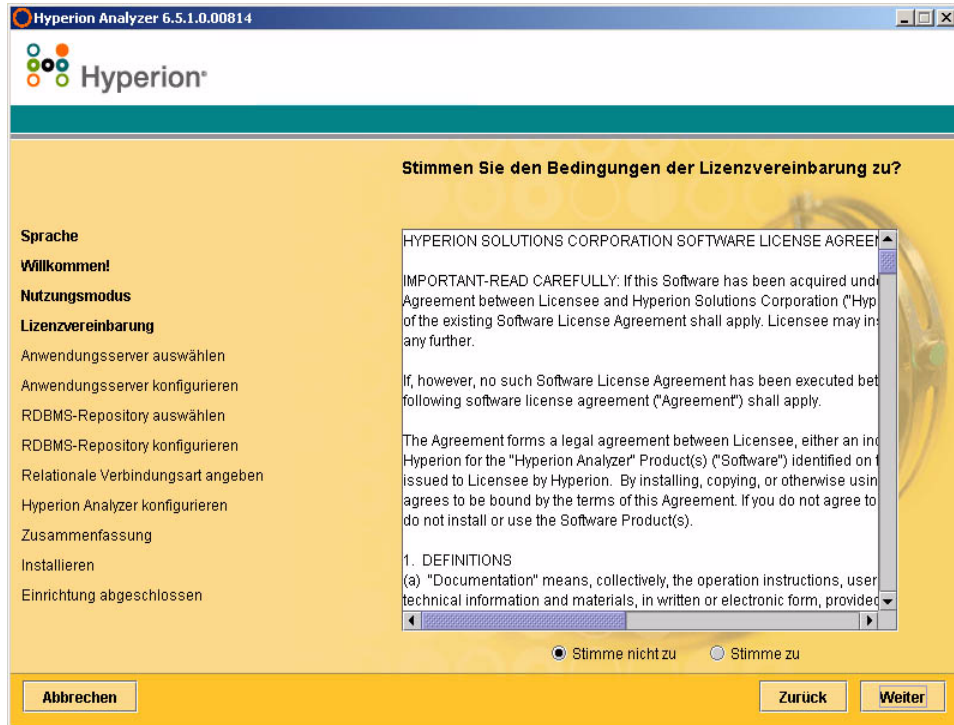 Hyperion Analyzer 6.5.1.0.00814
Hyperion®
Stimmen Sie den Bedingungen der Lizenzvereinbarung zu?
Sprache
Willkommen!
Nutzungsmodus
Lizenzvereinbarung
Anwendungsserver auswählen
Anwendungsserver konfigurieren
RDBMS-Repository auswählen
RDBMS-Repository konfigurieren
Relationale Verbindungsart angeben
Hyperion Analyzer konfigurieren
Zusammenfassung
Installieren
Einrichtung abgeschlossen
HYPERION SOLUTIONS CORPORATION SOFTWARE LICENSE AGREEM
IMPORTANT-READ CAREFULLY: If this Software has been acquired unde
Agreement between Licensee and Hyperion Solutions Corporation ("Hyp
of the existing Software License Agreement shall apply. Licensee may ins
any further.
If, however, no such Software License Agreement has been executed bet
following software license agreement ("Agreement") shall apply.
The Agreement forms a legal agreement between Licensee, either an ind
Hyperion for the "Hyperion Analyzer" Product(s) ("Software") identified on t
issued to Licensee by Hyperion. By installing, copying, or otherwise usin
agrees to be bound by the terms of this Agreement. If you do not agree to
do not install or use the Software Product(s).
1. DEFINITIONS
(a) "Documentation" means, collectively, the operation instructions, user
technical information and materials, in written or electronic form, provided
Stimme nicht zu
Stimme zu
Abbrechen
Zurück
Weiter